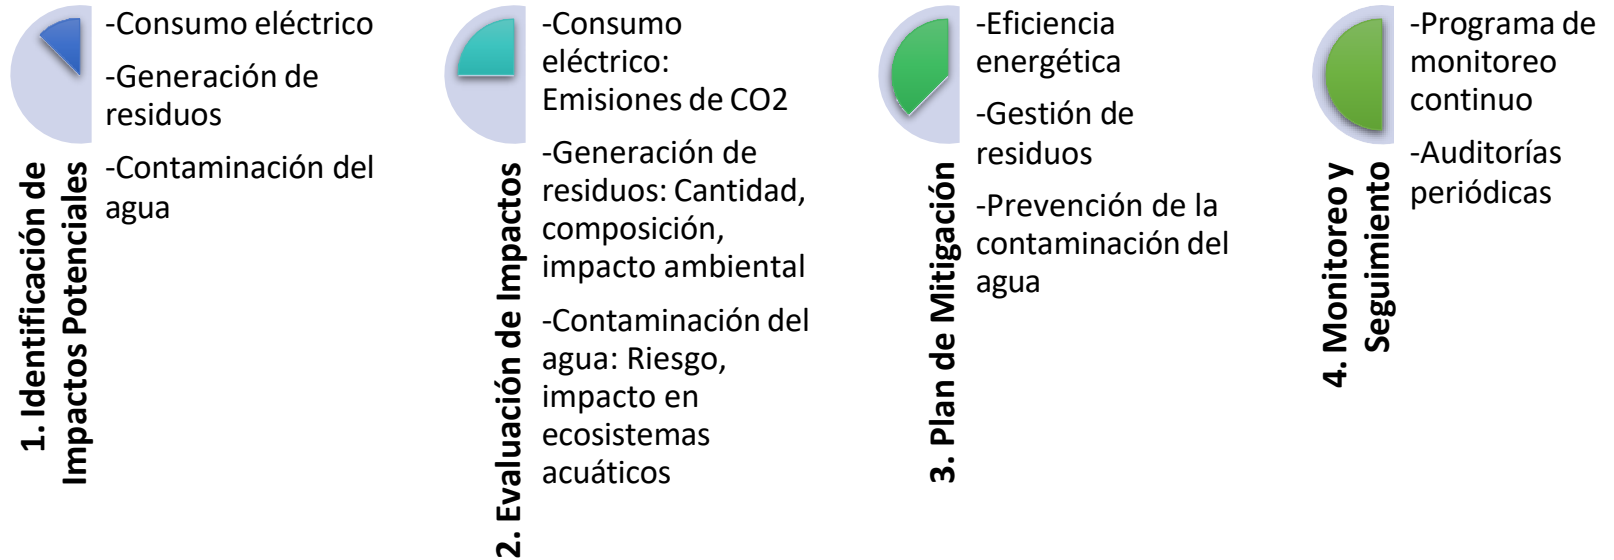 1. Identificación de
Impactos Potenciales
-Consumo eléctrico
-Generación de
residuos
-Contaminación del
agua
2. Evaluación de Impactos
-Consumo
eléctrico:
Emisiones de CO2
-Generación de
residuos: Cantidad,
composición,
impacto ambiental
-Contaminación del
agua: Riesgo,
impacto en
ecosistemas
acuáticos
3. Plan de Mitigación
-Eficiencia
energética
-Gestión de
residuos
-Prevención de la
contaminación del
agua
4. Monitoreo y
Seguimiento
-Programa de
monitoreo
continuo
-Auditorías
periódicas